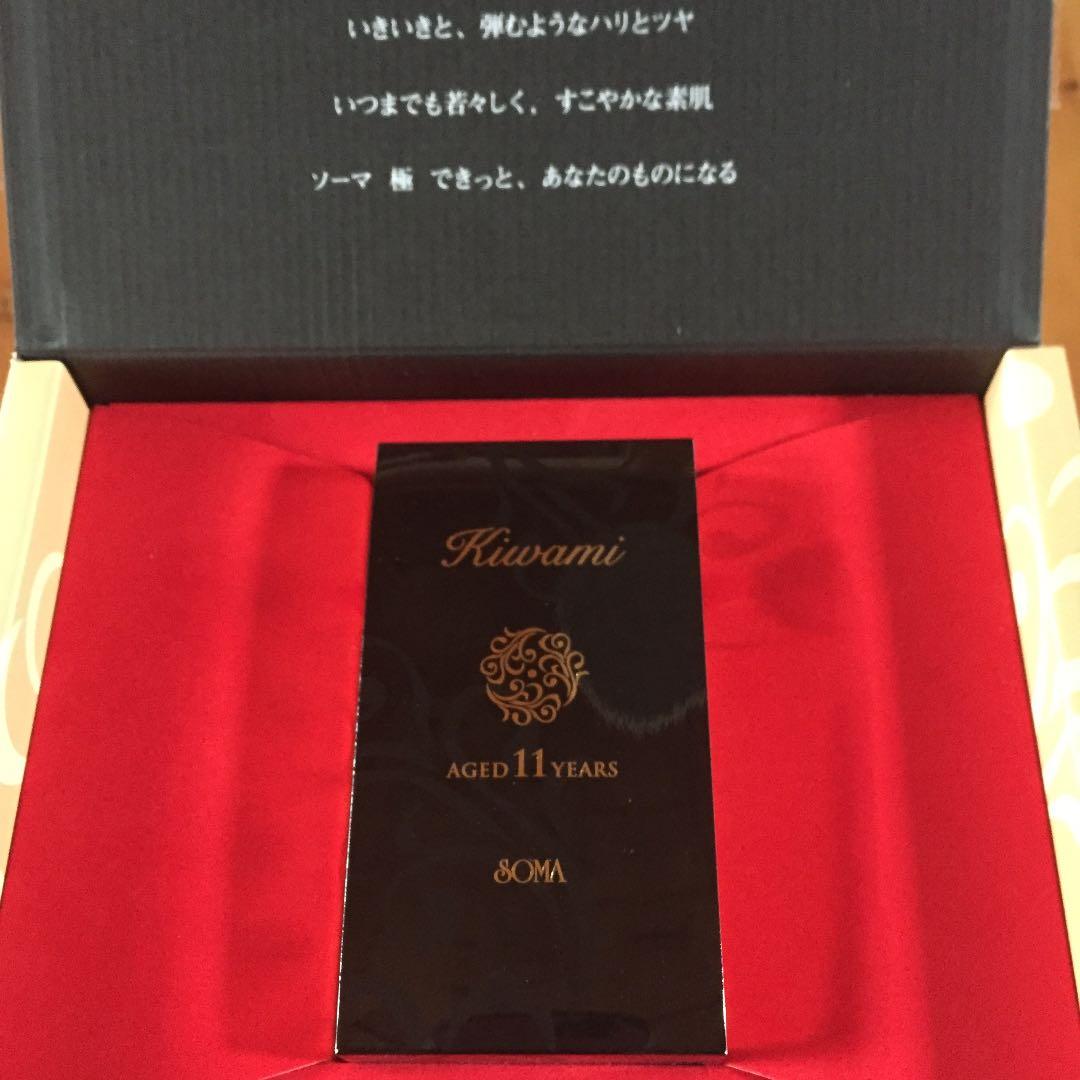 いきいきと、弾むようなハリとツヤ
いつまでも若々しく、すこやかな素肌
ソーマ 極 できっと、あなたのものになる
Kiwami
AGED 11 YEARS
SOMA